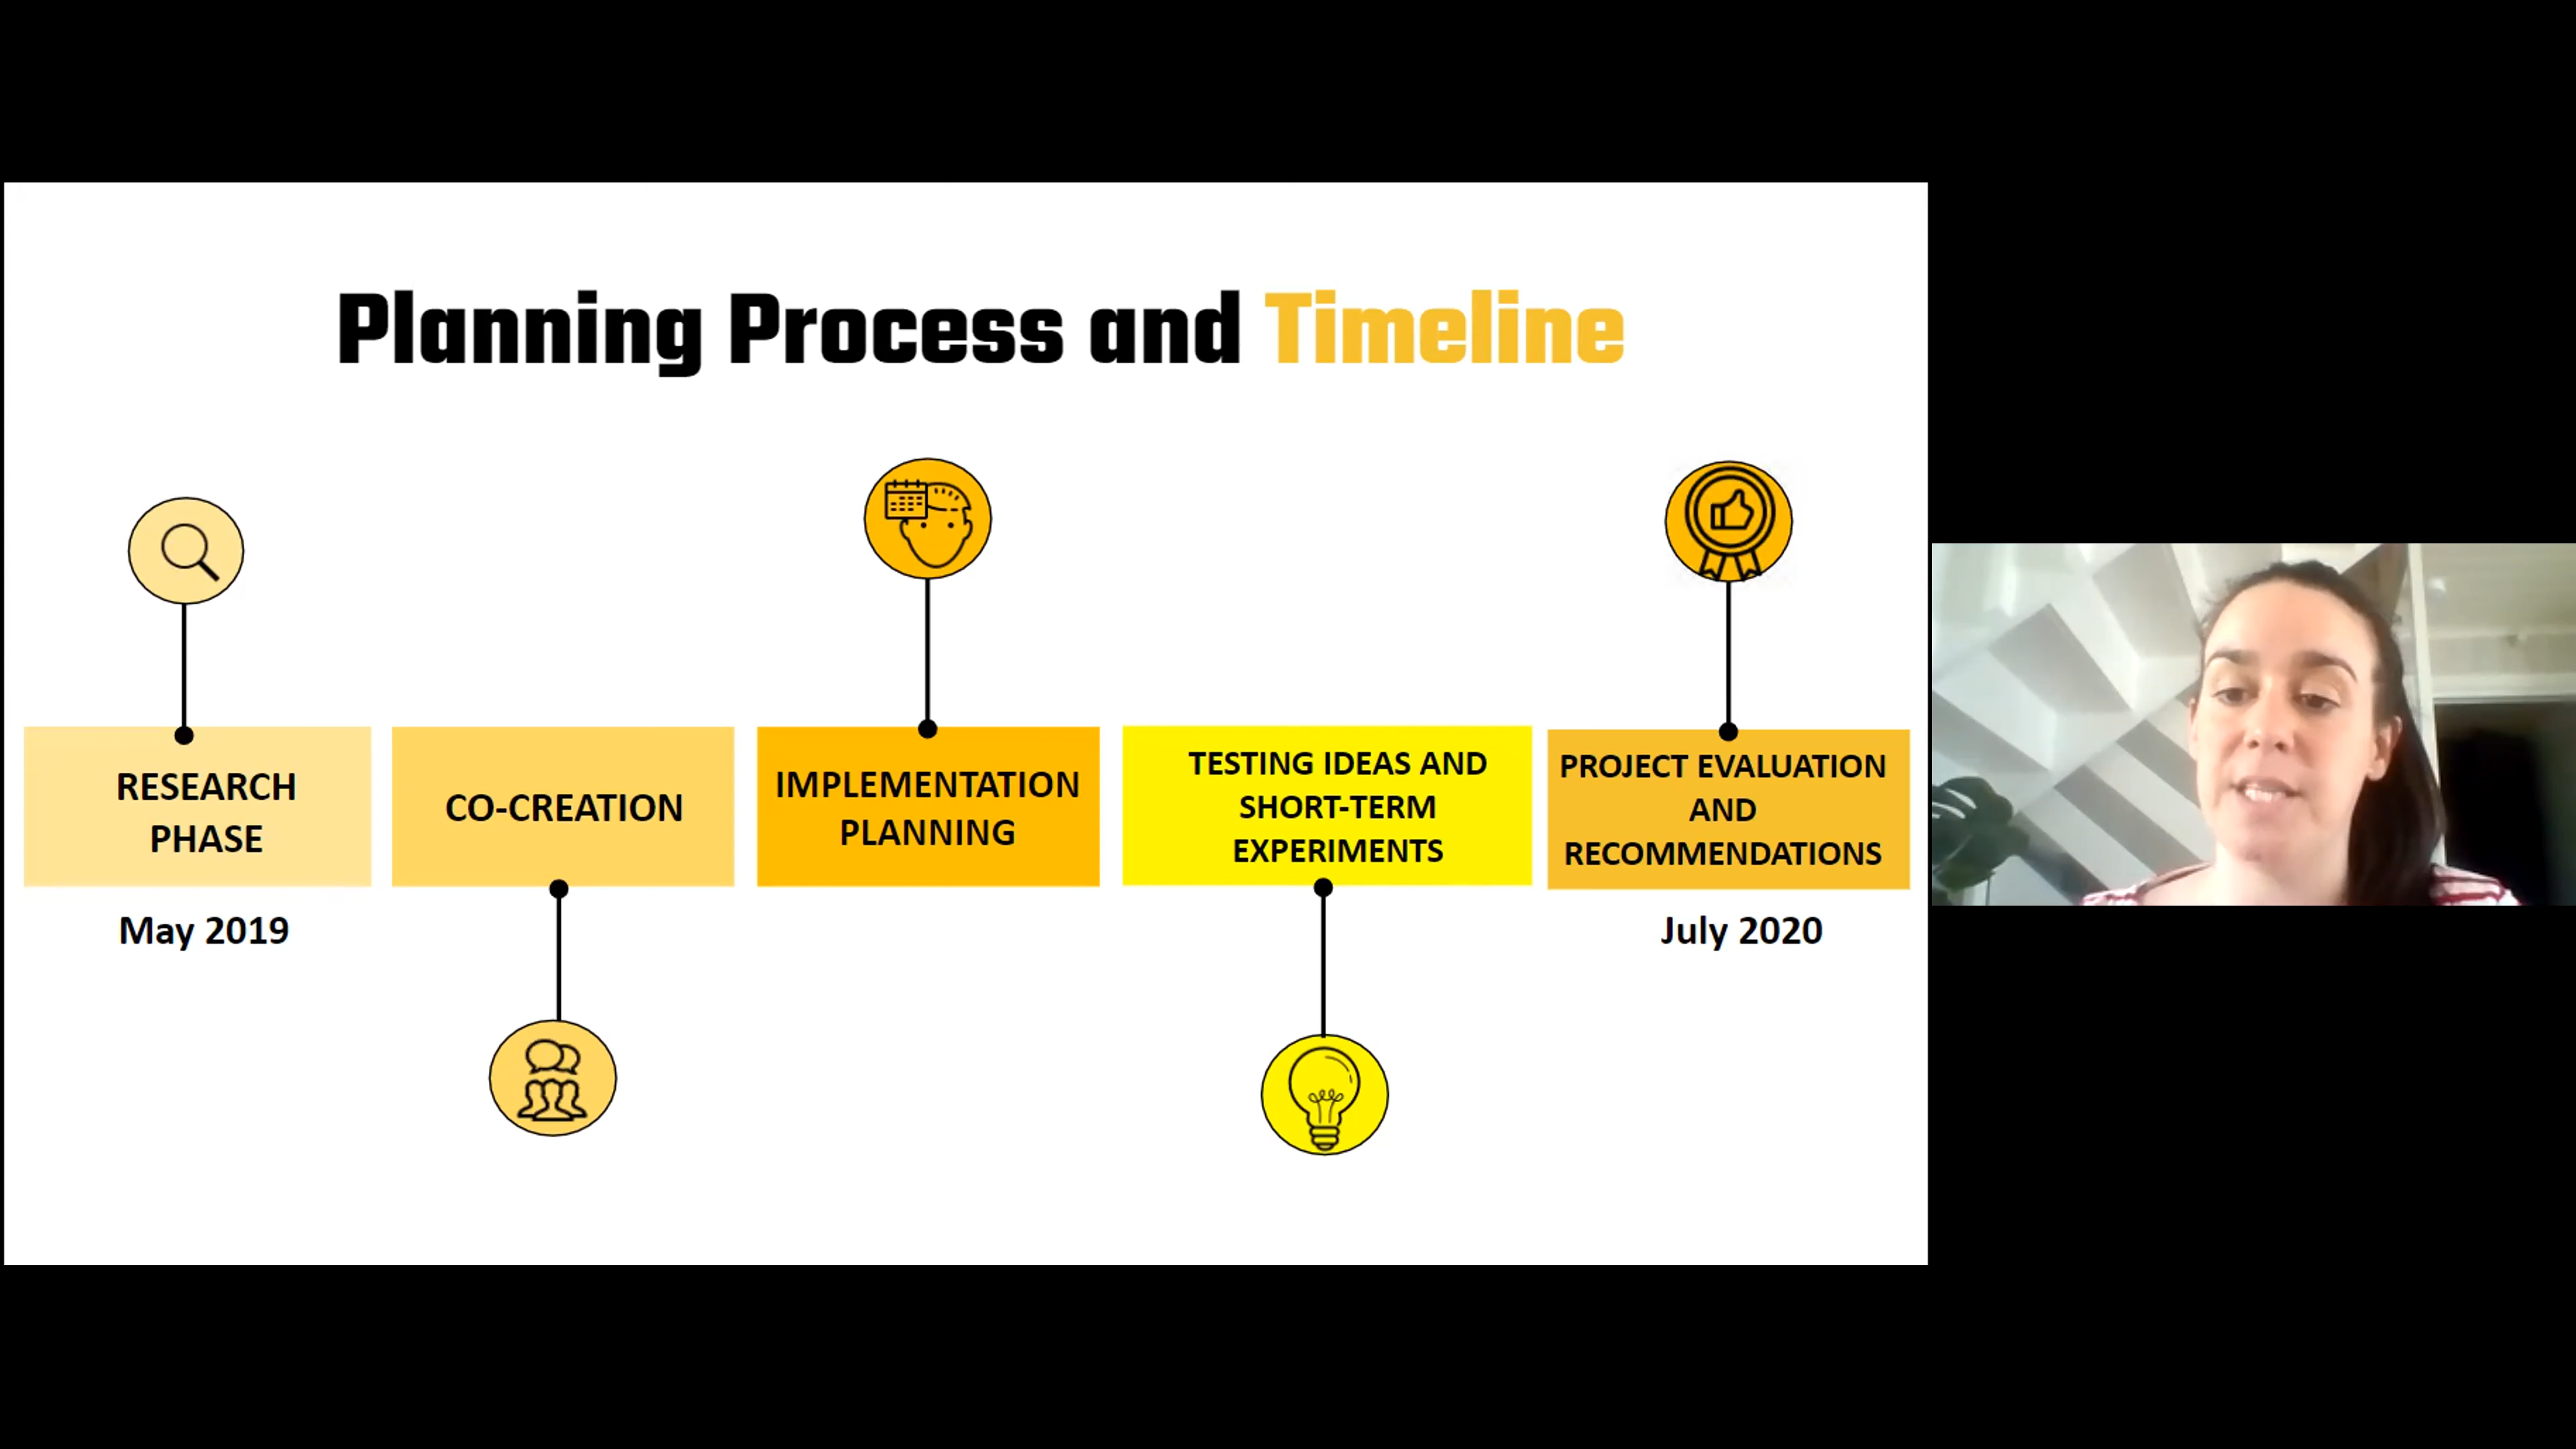 Planning Process and Timeline
RESEARCH
PHASE
May 2019
CO-CREATION
IMPLEMENTATION
PLANNING
TESTING IDEAS AND
SHORT-TERM
EXPERIMENTS
PROJECT EVALUATION
AND
RECOMMENDATIONS
July 2020